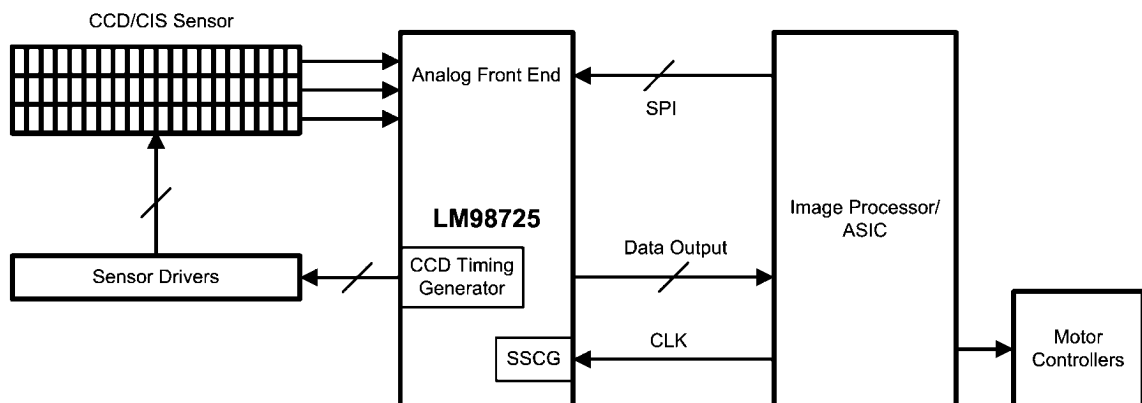 CCD/CIS Sensor
Analog Front End
SPI
LM98725
Image Processor/
ASIC
Data Output
CCD Timing
Generator
Sensor Drivers
CLK
SSCG
Motor
Controllers